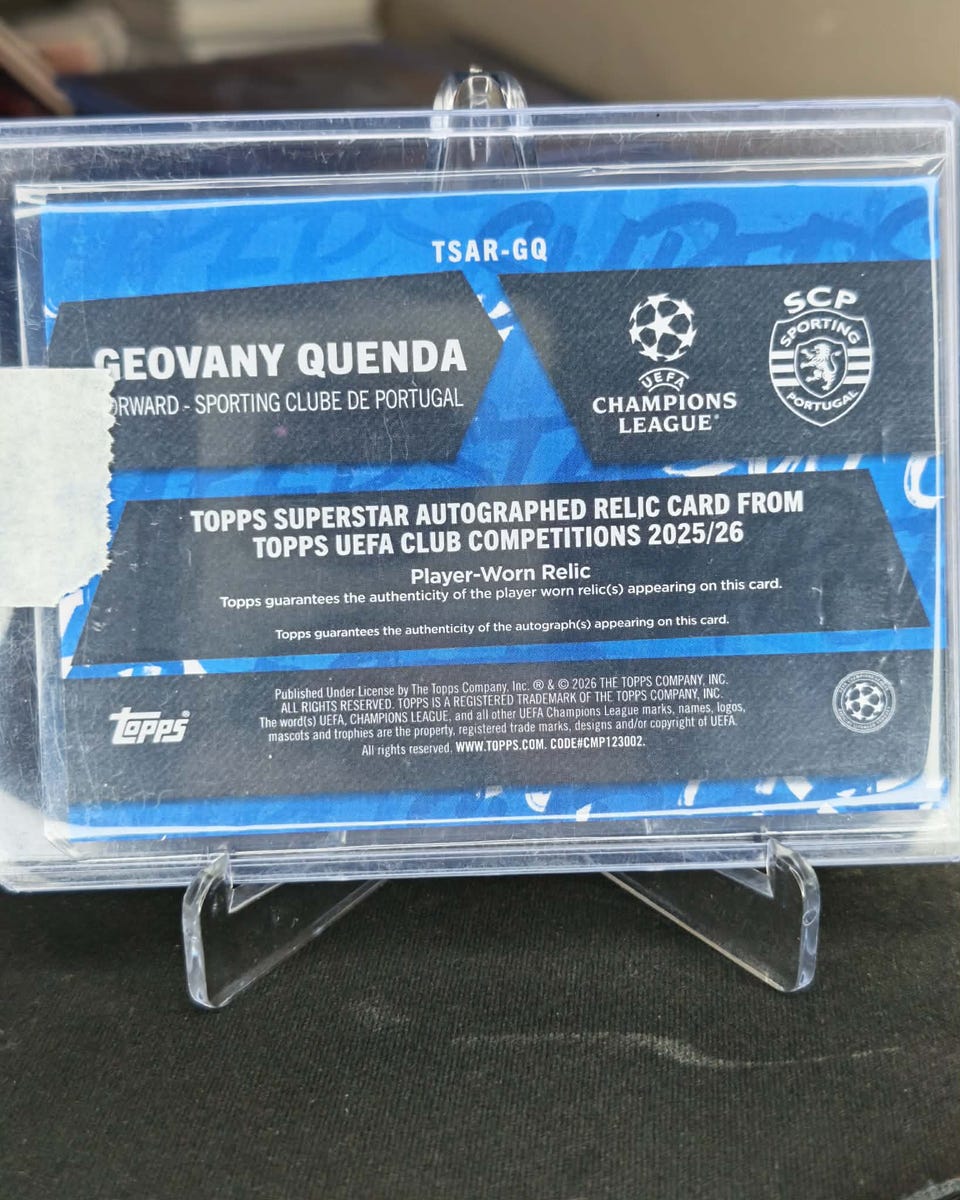 TSAR-GQ
GEOVANY QUENDA
ORWARD - SPORTING CLUBE DE PORTUGAL
UEFA
CHAMPIONS
LEAGUE®
SCP
SPORTING
PORTUGAL
TOPPS SUPERSTAR AUTOGRAPHED RELIC CARD FROM
TOPPS UEFA CLUB COMPETITIONS 2025/26
Player-Worn Relic
Topps guarantees the authenticity of the player worn relic(s) appearing on this card.
Topps guarantees the authenticity of the autograph(s) appearing on this card.
topps®
Published Under License by The Topps Company, Inc. ® & © 2026 THE TOPPS COMPANY, INC.
ALL RIGHTS RESERVED. TOPPS IS A REGISTERED TRADEMARK OF THE TOPPS COMPANY, INC.
The word(s) UEFA, CHAMPIONS LEAGUE, and all other UEFA Champions League marks, names, logos,
mascots and trophies are the property, registered trade marks, designs and/or copyright of UEFA.
All rights reserved. WWW.TOPPS.COM. CODE#CMP123002.